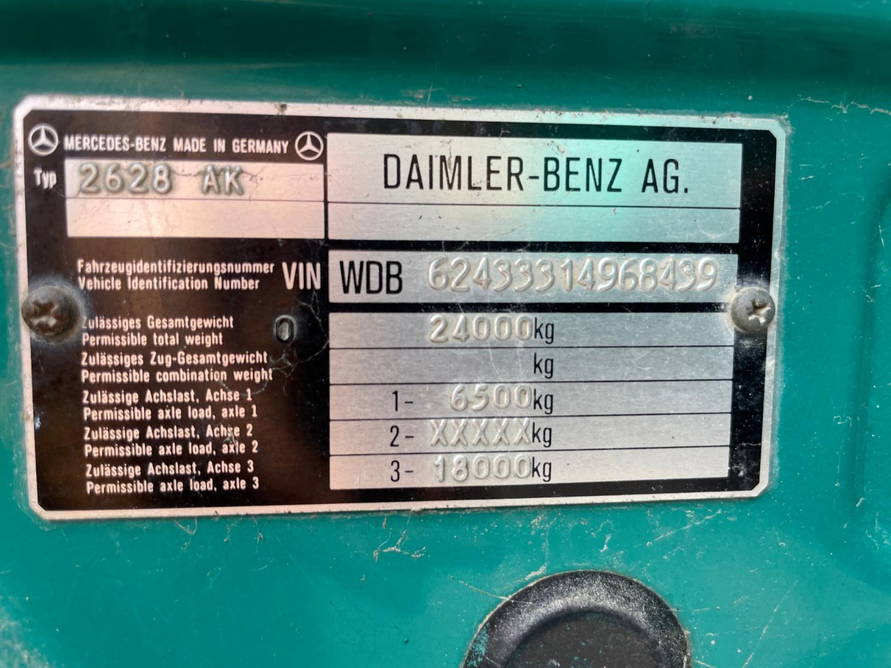 MERCEDES-BENZ MADE IN GERMANY
Typ 2628 AK
DAIMLER-BENZ AG.
Fahrzeugidentifizierungsnummer
Vehicle Identification Number VIN WDB 62433314968439
Zulässiges Gesamtgewicht
Permissible total weight 0 24000kg
Zulässiges Zug-Gesamtgewicht
Permissible combination weight kg
Zulässige Achslast, Achse 1
Permissible axle load, axle 1 1- 6500kg
Zulässige Achslast, Achse 2
Permissible axle load, axle 2 2- XXXXXkg
Zulässige Achslast, Achse 3
Permissible axle load, axle 3 3- 18000kg